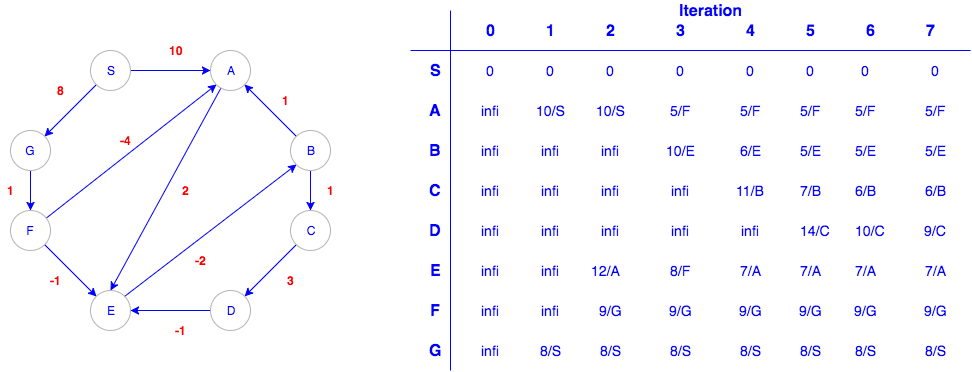 Iteration
0 1 2 3 4 5 6 7
S 0 0 0 0 0 0 0 0
A infi 10/S 10/S 5/F 5/F 5/F 5/F 5/F
B infi infi infi 10/E 6/E 5/E 5/E 5/E
C infi infi infi infi 11/B 7/B 6/B 6/B
D infi infi infi infi infi 14/C 10/C 9/C
E infi infi 12/A 8/F 7/A 7/A 7/A 7/A
F infi infi 9/G 9/G 9/G 9/G 9/G 9/G
G infi 8/S 8/S 8/S 8/S 8/S 8/S 8/S
10
S A
8
1
-4
G B
1 2 1
F C
-2
-1 3
E D
-1